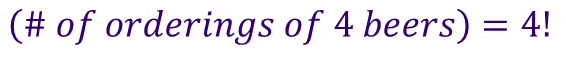 (# of orderings of 4 beers) = 4!